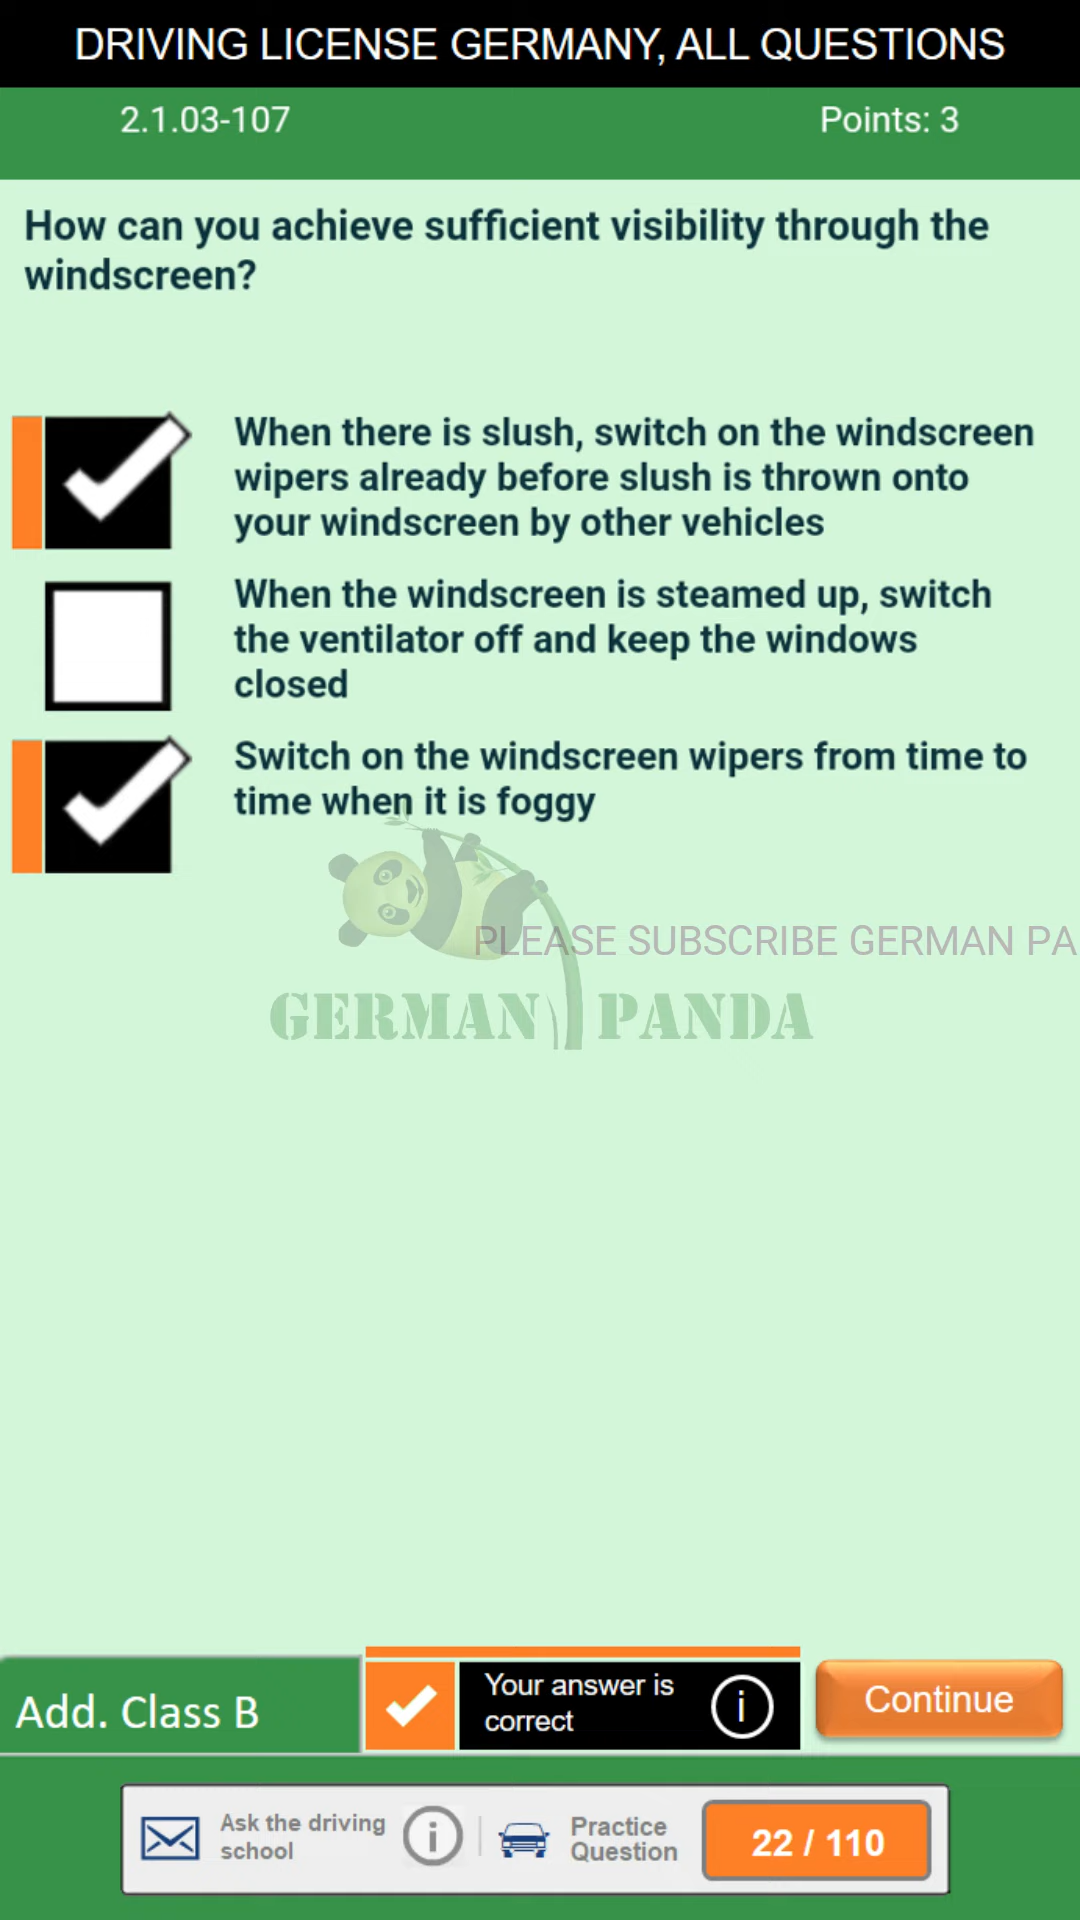 DRIVING LICENSE GERMANY, ALL QUESTIONS
2.1.03-107
Points: 3
How can you achieve sufficient visibility through the
windscreen?
When there is slush, switch on the windscreen
wipers already before slush is thrown onto
your windscreen by other vehicles
When the windscreen is steamed up, switch
the ventilator off and keep the windows
closed
Switch on the windscreen wipers from time to
time when it is foggy
PLEASE SUBSCRIBE GERMAN PA
GERMAN PANDA
Add. Class B
Your answer is
correct
i
Continue
Ask the driving
school
i
Practice
Question
22 / 110